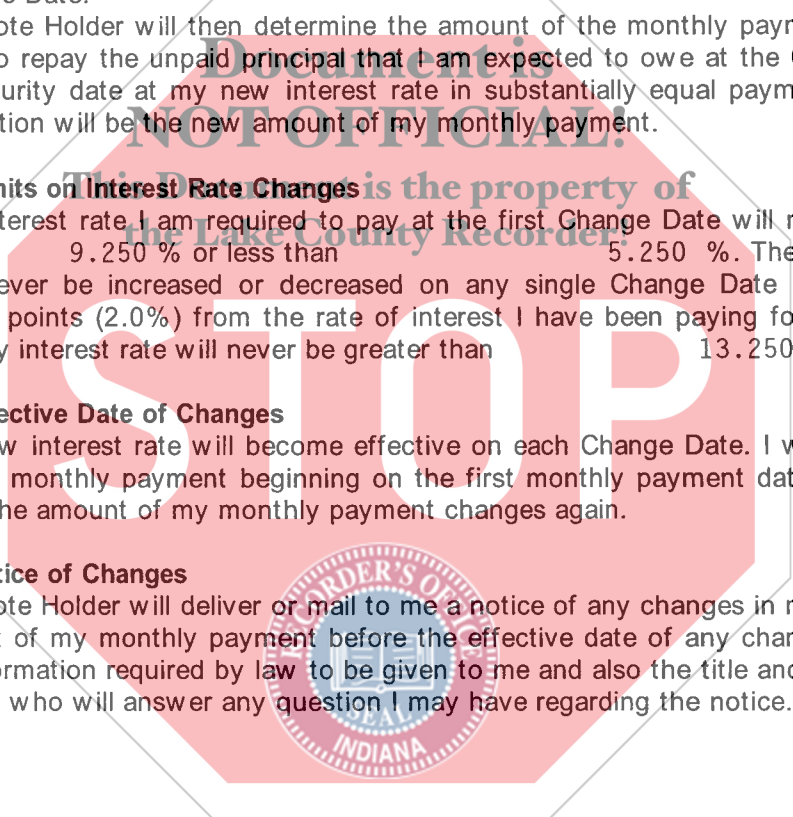 e Date.
ote Holder will then determine the amount of the monthly payn
o repay the unpaid principal that I am expected to owe at the
Document is
urity date at my new interest rate in substantially equal paym
tion will be the new amount of my monthly payment.
NOT OFFICIAL!
nits on Interest Rate Changes
This Document is the property of
terest rate I am required to pay at the first Change Date will
the Lake County Recorder!
9.250 % or less than 5.250 %. The
ever be increased or decreased on any single Change Date
points (2.0%) from the rate of interest I have been paying fo
y interest rate will never be greater than 13.250
STOP
ective Date of Changes
w interest rate will become effective on each Change Date. I w
monthly payment beginning on the first monthly payment dat
he amount of my monthly payment changes again.
tice of Changes
ote Holder will deliver or mail to me a notice of any changes in
t of my monthly payment before the effective date of any char
ormation required by law to be given to me and also the title and
who will answer any question I may have regarding the notice.
RECORDER'S OFFICE
SEAL
INDIANA